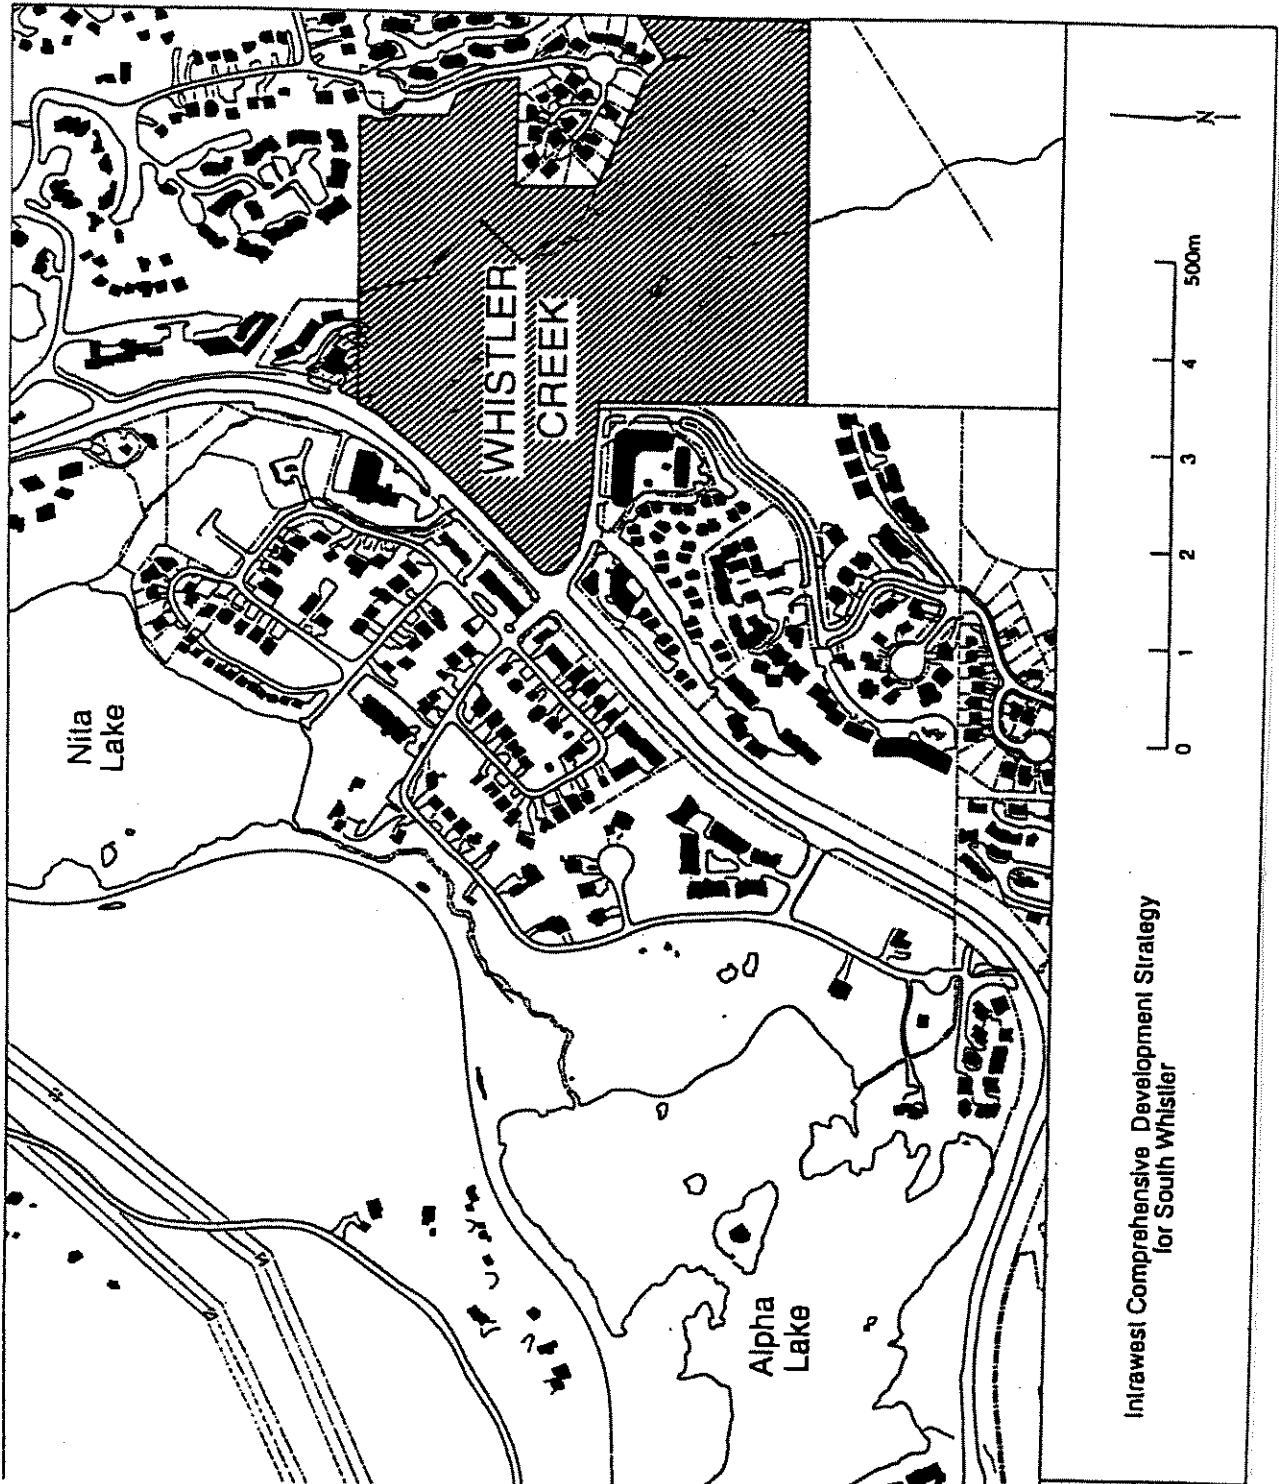 Nita
Lake
WHISTLER
CREEK
Alpha
Lake
N
0
1
2
3
4
500m
Intrawest Comprehensive Development Strategy
for South Whistler